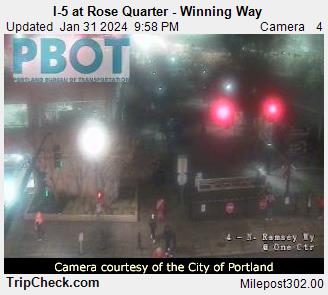 I-5 at Rose Quarter - Winning Way
Updated Jan 31 2024 9:58 PM Camera 4
PBOT
PORTLAND BUREAU OF TRANSPORTATION
4 - N. Ramsey Wy
@ One Ctr
Camera courtesy of the City of Portland
TripCheck.com Milepost302.00